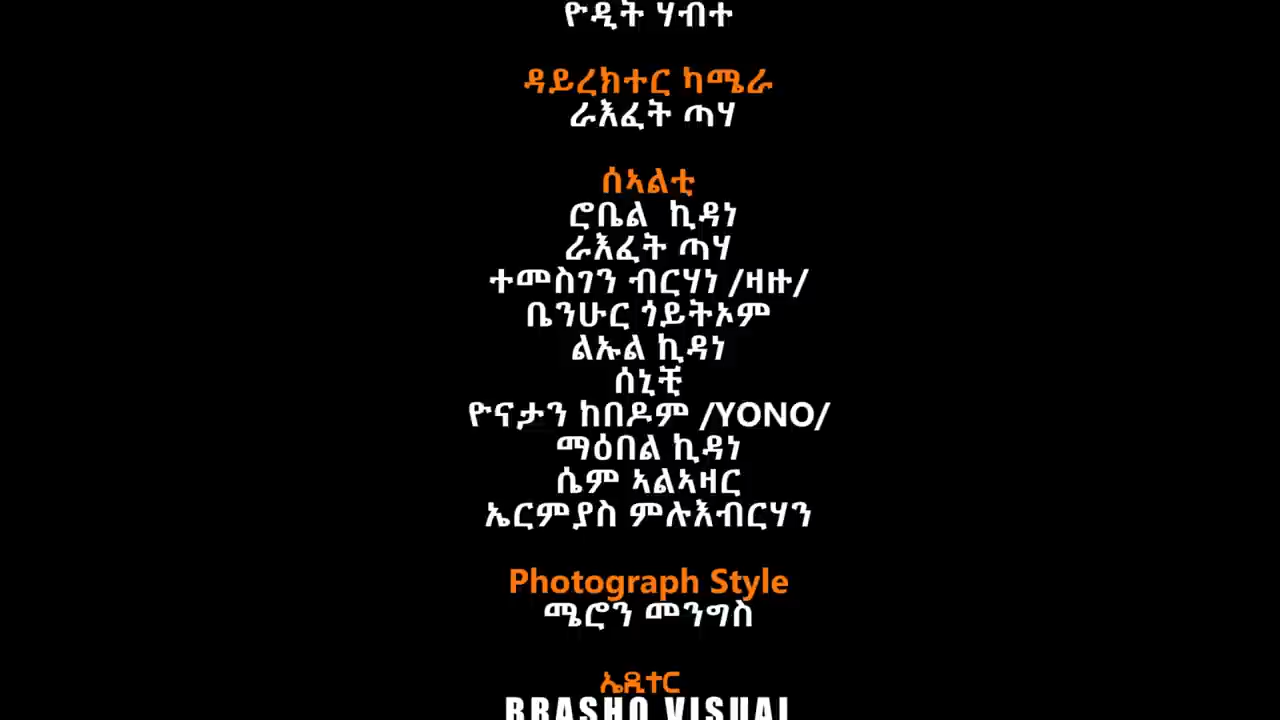 ዮዲት ሃብተ
ዳይረክተር ካሜራ
ራእፈት ጣሃ
ሰኣልቲ
ሮቤል ኪዳነ
ራእፈት ጣሃ
ተመስገን ብርሃነ /ዛዙ/
ቤንሁር ጎይትኦም
ልኡል ኪዳነ
ሰኒቺ
ዮናታን ከበዶም /YONO/
ማዕበል ኪዳነ
ሴም ኣልኣዛር
ኤርምያስ ምሉእብርሃን
Photograph Style
ሜሮን መንግስ
ኤዲተር
BRASHO VISUAL